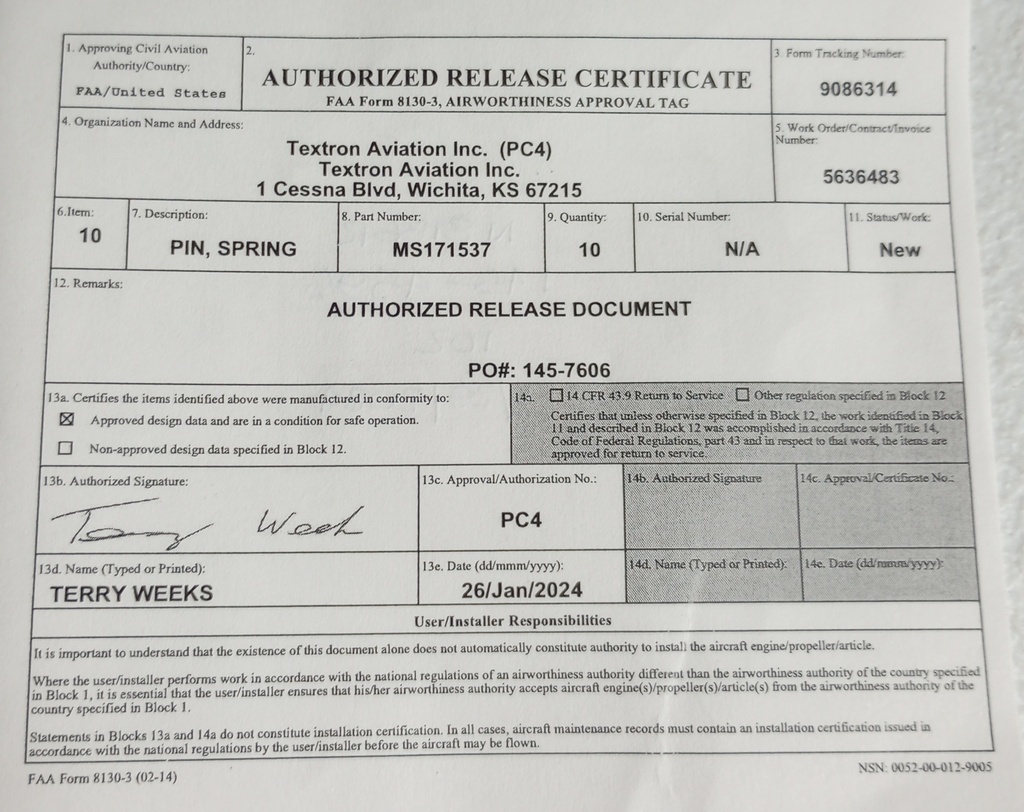 1. Approving Civil Aviation
Authority/Country:
FAA/United States
2.
AUTHORIZED RELEASE CERTIFICATE
FAA Form 8130-3, AIRWORTHINESS APPROVAL TAG
3 Form Tracking Number:
9086314
4. Organization Name and Address:
Textron Aviation Inc. (PC4)
Textron Aviation Inc.
1 Cessna Blvd, Wichita, KS 67215
5. Work Order/Contract/Invoice
Number:
5636483
6.Item:
10
7. Description:
PIN, SPRING
8. Part Number:
MS171537
9. Quantity:
10
10. Serial Number:
N/A
11. Status/Work:
New
12. Remarks:
AUTHORIZED RELEASE DOCUMENT
PO#: 145-7606
13a. Certifies the items identified above were manufactured in conformity to:
Approved design data and are in a condition for safe operation.
Non-approved design data specified in Block 12.
14a. 14 CFR 43.9 Return to Service Other regulation specified in Block 12
Certifies that unless otherwise specified in Block 12, the work identified in Block
11 and described in Block 12 was accomplished in accordance with Title 14,
Code of Federal Regulations, part 43 and in respect to that work, the items are
approved for return to service.
13b. Authorized Signature:
Terry Week
13c. Approval/Authorization No.:
PC4
14b. Authorized Signature
14c. Approval/Certificate No.:
13d. Name (Typed or Printed):
TERRY WEEKS
13e. Date (dd/mmm/yyyy):
26/Jan/2024
14d. Name (Typed or Printed):
14e. Date (dd/mmm/yyyy):
User/Installer Responsibilities
It is important to understand that the existence of this document alone does not automatically constitute authority to install the aircraft engine/propeller/article.
Where the user/installer performs work in accordance with the national regulations of an airworthiness authority different than the airworthiness authority of the country specified
in Block 1, it is essential that the user/installer ensures that his/her airworthiness authority accepts aircraft engine(s)/propeller(s)/article(s) from the airworthiness authority of the
country specified in Block 1.
Statements in Blocks 13a and 14a do not constitute installation certification. In all cases, aircraft maintenance records must contain an installation certification issued in
accordance with the national regulations by the user/installer before the aircraft may be flown.
FAA Form 8130-3 (02-14)
NSN: 0052-00-012-9005